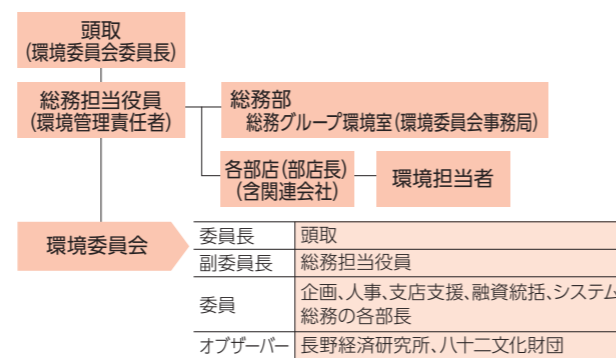 頭取
(環境委員会委員長)
総務担当役員
(環境管理責任者)
総務部
総務グループ環境室(環境委員会事務局)
各部店(部店長)
(含関連会社)
環境担当者
環境委員会
委員長 頭取
副委員長 総務担当役員
委員 企画、人事、支店支援、融資統括、システム
総務の各部長
オブザーバー 長野経済研究所、八十二文化財団